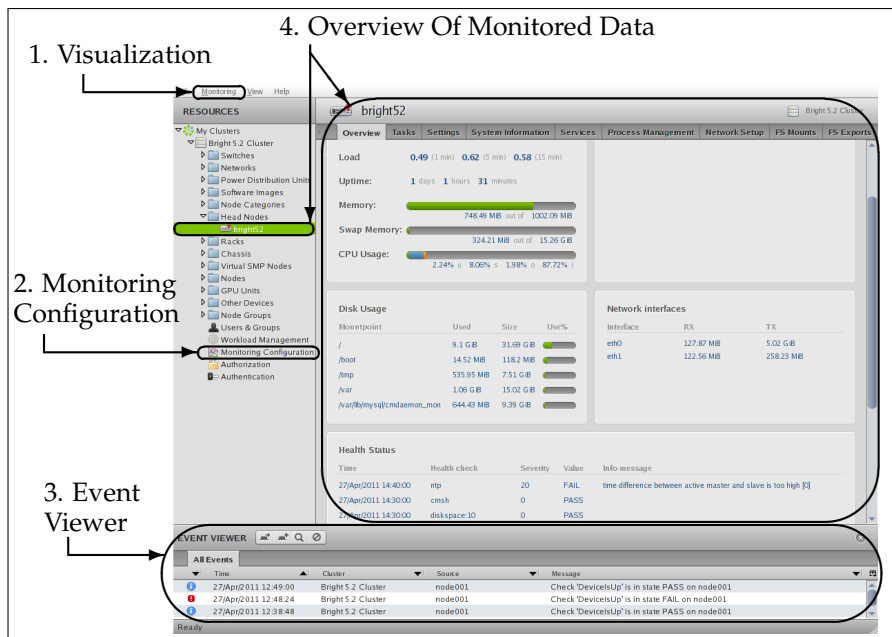 4. Overview Of Monitored Data
1. Visualization
Monitoring View Help
RESOURCES
bright52
Bright 5.2 Cluster
My Clusters
Bright 5.2 Cluster
Switches
Networks
Power Distribution Units
Software Images
Node Categories
Head Nodes
bright52
Racks
Chassis
Virtual SMP Nodes
Nodes
GPU Units
Other Devices
Node Groups
Users & Groups
Workload Management
Monitoring Configuration
Authorization
Authentication
2. Monitoring
Configuration
Overview Tasks Settings System Information Services Process Management Network Setup FS Mounts FS Exports
Load 0.49 (1 min) 0.62 (5 min) 0.58 (15 min)
Uptime: 1 days 1 hours 31 minutes
Memory:
748.49 MiB out of 1002.09 MiB
Swap Memory:
324.21 MiB out of 15.26 GiB
CPU Usage:
2.24% u 8.06% s 1.98% o 87.72% i
Disk Usage
Mountpoint Used Size Use%
/ 9.1 GiB 31.69 GiB
/boot 14.52 MiB 118.2 MiB
/tmp 535.95 MiB 7.51 GiB
/var 1.06 GiB 15.02 GiB
/var/lib/mysql/cmdaemon_mon 644.43 MiB 9.39 GiB
Network interfaces
Interface RX TX
eth0 127.87 MiB 5.02 GiB
eth1 122.56 MiB 258.23 MiB
Health Status
Time Health check Severity Value Info message
27/Apr/2011 14:40:00 ntp 20 FAIL time difference between active master and slave is too high [0]
27/Apr/2011 14:30:00 cmsh 0 PASS
27/Apr/2011 14:30:00 diskspace:10 0 PASS
3. Event
Viewer
EVENT VIEWER
All Events
Time Cluster Source Message
27/Apr/2011 12:49:00 Bright 5.2 Cluster node001 Check 'DeviceIsUp' is in state PASS on node001
27/Apr/2011 12:48:24 Bright 5.2 Cluster node001 Check 'DeviceIsUp' is in state FAIL on node001
27/Apr/2011 12:38:48 Bright 5.2 Cluster node001 Check 'DeviceIsUp' is in state PASS on node001
Ready